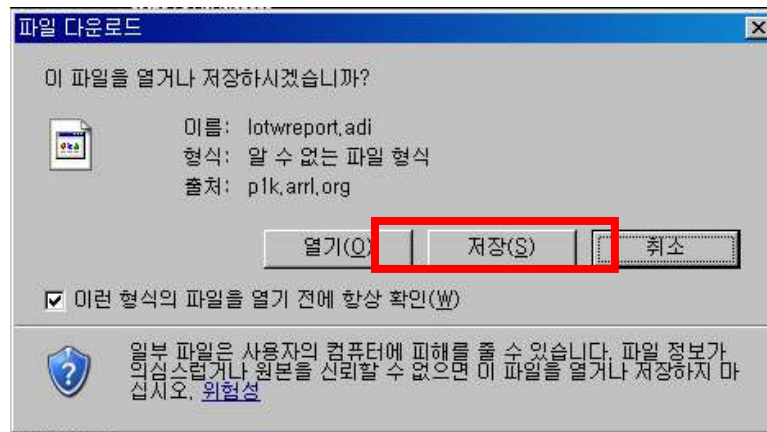 파일 다운로드
이 파일을 열거나 저장하시겠습니까?
이름: lotwreport.adi
형식: 알 수 없는 파일 형식
출처: p1k.arrl.org
열기(O) 저장(S) 취소
이런 형식의 파일을 열기 전에 항상 확인(W)
일부 파일은 사용자의 컴퓨터에 피해를 줄 수 있습니다. 파일 정보가
의심스럽거나 원본을 신뢰할 수 없으면 이 파일을 열거나 저장하지 마
십시오. 위험성